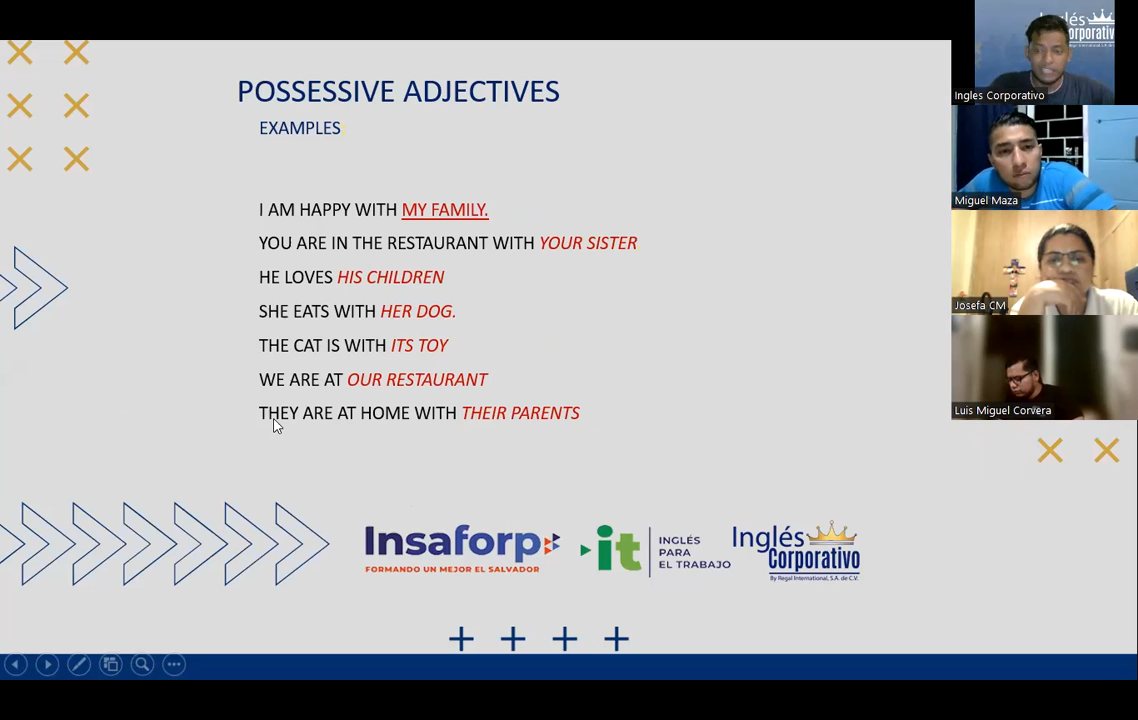 POSSESSIVE ADJECTIVES
EXAMPLES:
I AM HAPPY WITH MY FAMILY.
YOU ARE IN THE RESTAURANT WITH YOUR SISTER
HE LOVES HIS CHILDREN
SHE EATS WITH HER DOG.
THE CAT IS WITH ITS TOY
WE ARE AT OUR RESTAURANT
THEY ARE AT HOME WITH THEIR PARENTS
Insaforp
FORMANDO UN MEJOR EL SALVADOR
it
INGLÉS
PARA
EL TRABAJO
Inglés
Corporativo
By Regal International, S.A. de C.V.
Inglés
Corporativo
Ingles Corporativo
Miguel Maza
Josefa CM
Luis Miguel Corvera